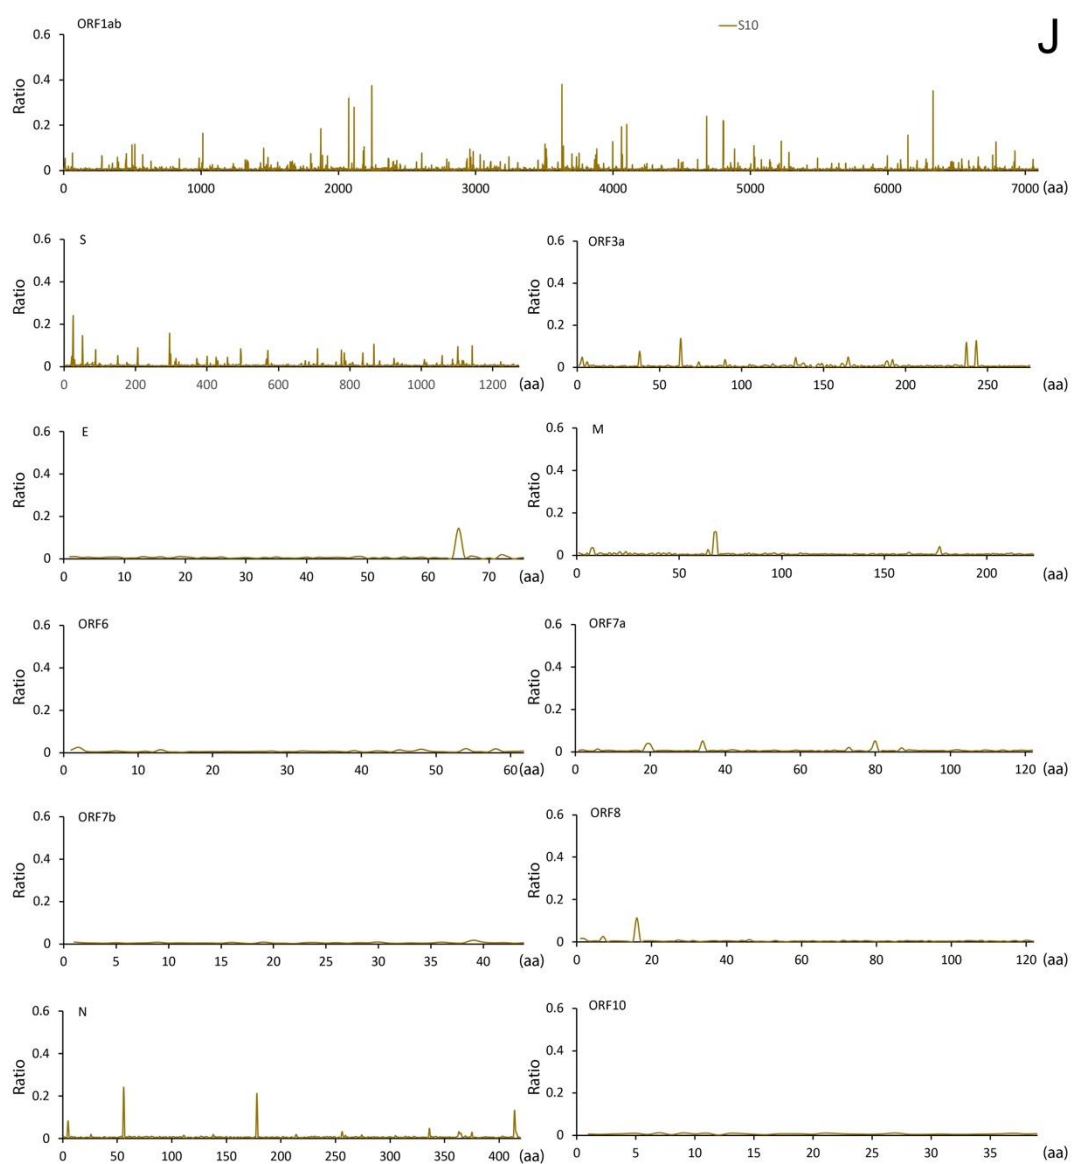 ORF1ab
S10
J
Ratio
0.6
0.4
0.2
0
0 1000 2000 3000 4000 5000 6000 7000 (aa)
S
Ratio
0.6
0.4
0.2
0
0 200 400 600 800 1000 1200 (aa)
ORF3a
Ratio
0.6
0.4
0.2
0
0 50 100 150 200 250 (aa)
E
Ratio
0.6
0.4
0.2
0
0 10 20 30 40 50 60 70 (aa)
M
Ratio
0.6
0.4
0.2
0
0 50 100 150 200 (aa)
ORF6
Ratio
0.6
0.4
0.2
0
0 10 20 30 40 50 60 (aa)
ORF7a
Ratio
0.6
0.4
0.2
0
0 20 40 60 80 100 120 (aa)
ORF7b
Ratio
0.6
0.4
0.2
0
0 5 10 15 20 25 30 35 40 (aa)
ORF8
Ratio
0.6
0.4
0.2
0
0 20 40 60 80 100 120 (aa)
N
Ratio
0.6
0.4
0.2
0
0 50 100 150 200 250 300 350 400 (aa)
ORF10
Ratio
0.6
0.4
0.2
0
0 5 10 15 20 25 30 35 (aa)